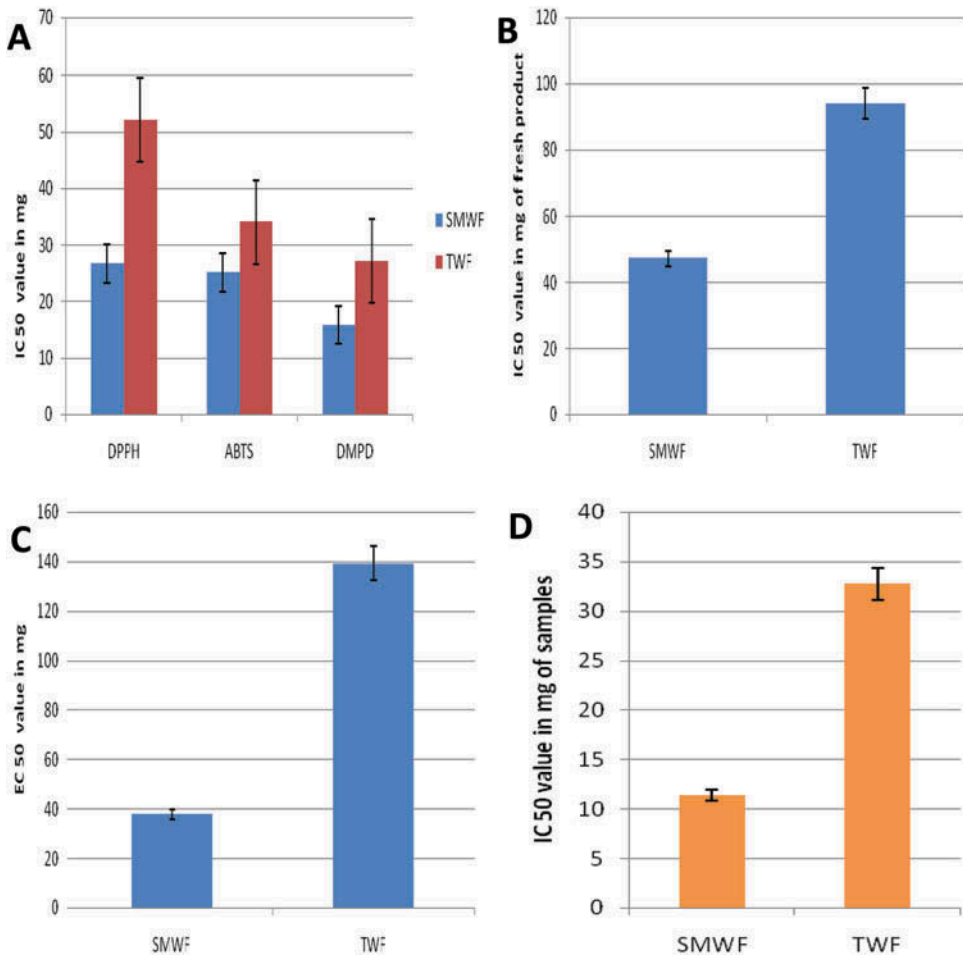 A
IC 50 value in mg
70
60
50
40
30
20
10
0
DPPH ABTS DMPD
SMWF
TWF
B
IC 50 value in mg of fresh product
120
100
80
60
40
20
0
SMWF TWF
C
EC 50 value in mg
160
140
120
100
80
60
40
20
0
SMWF TWF
D
IC 50 value in mg of samples
40
35
30
25
20
15
10
5
0
SMWF TWF